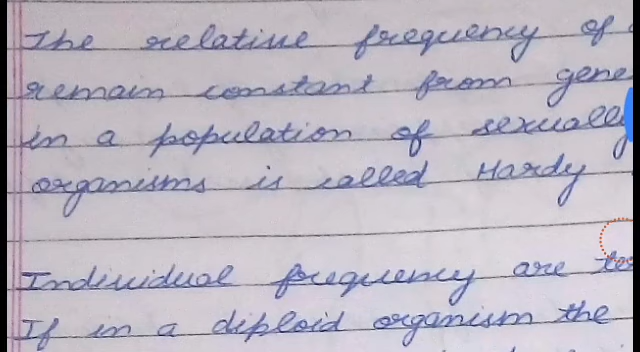 The relative frequency of
remain constant from gene
in a population of sexually
organisms is called Hardy
Individual frequency are
If in a diploid organism the